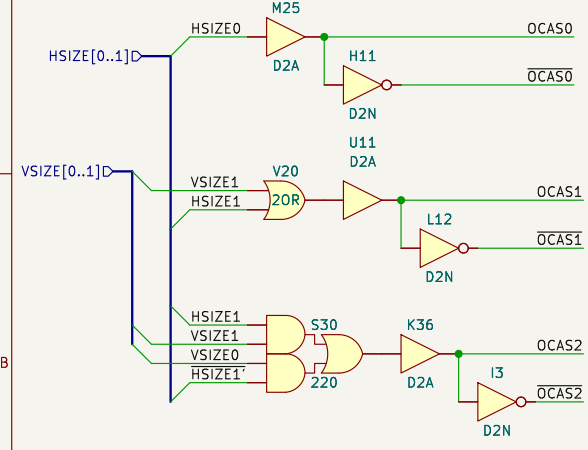 M25
HSIZE0
OCAS0
HSIZE[0..1]
D2A
H11
OCAS0
D2N
U11
D2A
VSIZE[0..1]
V20
VSIZE1
2OR
HSIZE1
OCAS1
L12
OCAS1
D2N
HSIZE1
S30
K36
VSIZE1
OCAS2
VSIZE0
B
HSIZE1'
220
D2A
I3
OCAS2
D2N